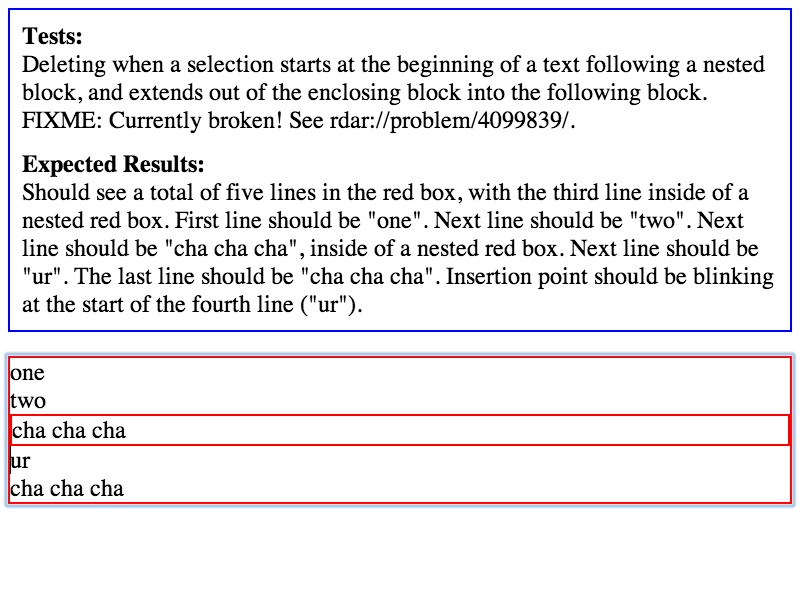 Tests:
Deleting when a selection starts at the beginning of a text following a nested
block, and extends out of the enclosing block into the following block.
FIXME: Currently broken! See rdar://problem/4099839/.
Expected Results:
Should see a total of five lines in the red box, with the third line inside of a
nested red box. First line should be "one". Next line should be "two". Next
line should be "cha cha cha", inside of a nested red box. Next line should be
"ur". The last line should be "cha cha cha". Insertion point should be blinking
at the start of the fourth line ("ur").
one
two
cha cha cha
ur
cha cha cha